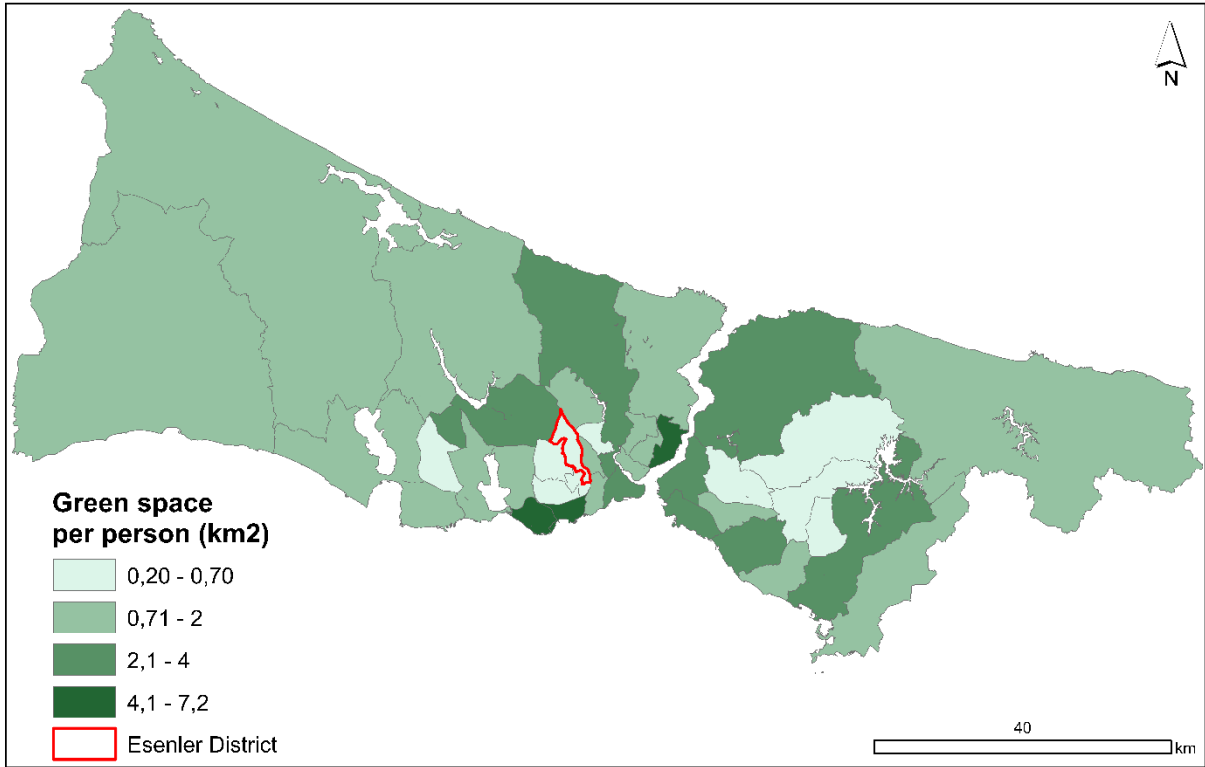 N
Green space
per person (km2)
0,20 - 0,70
0,71 - 2
2,1 - 4
4,1 - 7,2
Esenler District
40
km